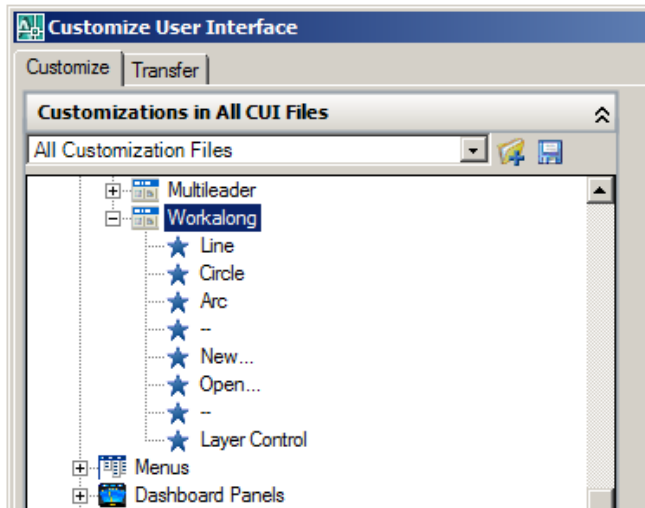 Customize User Interface
Customize Transfer
Customizations in All CUI Files
All Customization Files
Multileader
Workalong
Line
Circle
Arc
--
New...
Open...
--
Layer Control
Menus
Dashboard Panels